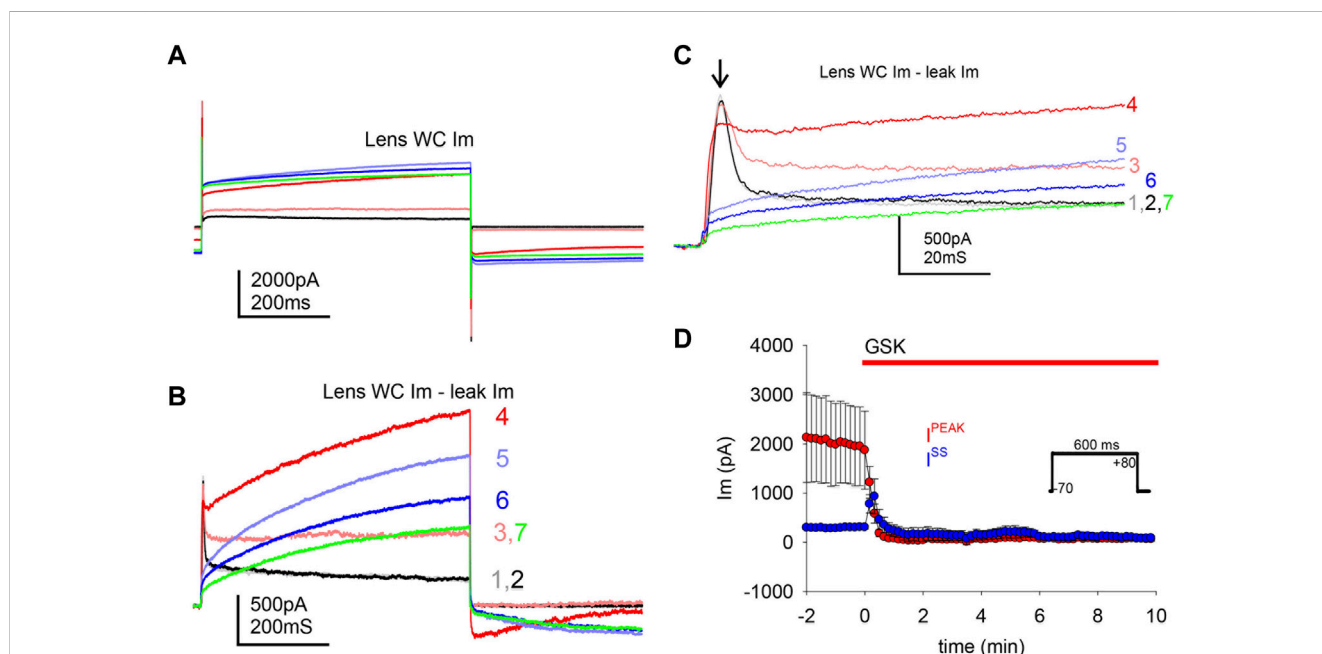 A
Lens WC Im
2000pA
200ms
B
Lens WC Im - leak Im
4
5
6
3,7
1,2
500pA
200mS
C
Lens WC Im - leak Im
4
5
3
6
1,2,7
500pA
20mS
D
GSK
4000
3000
2000
1000
0
-1000
Im (pA)
IPEAK
ISS
600 ms
+80
-70
-2 0 2 4 6 8 10
time (min)